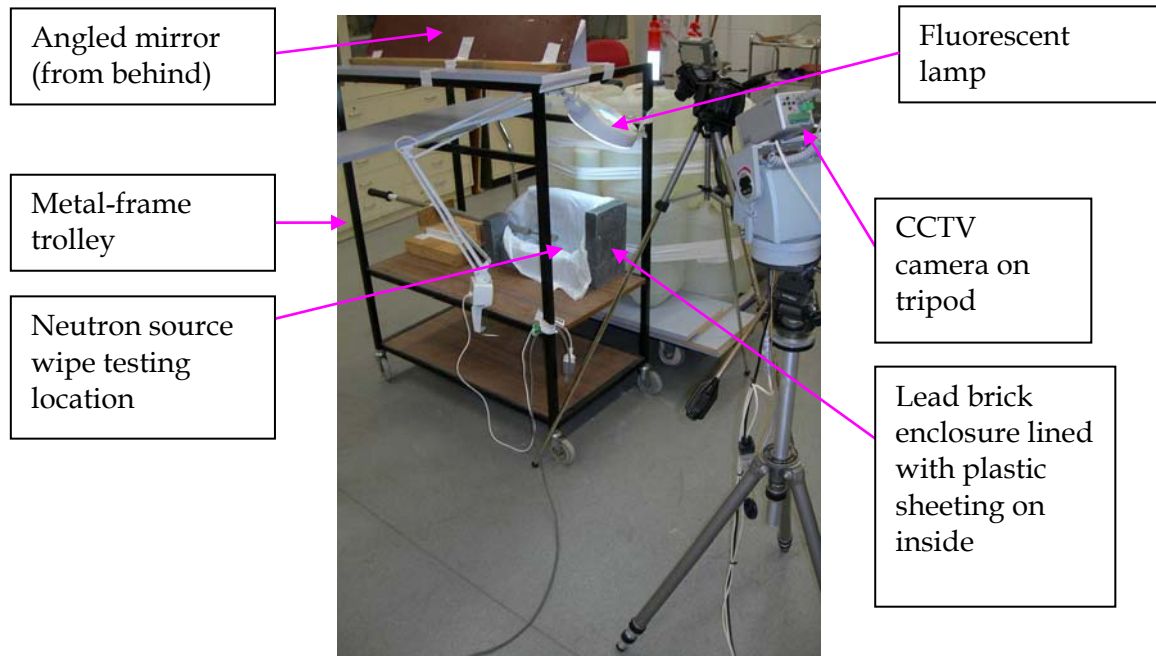 Angled mirror
(from behind)
Metal-frame
trolley
Neutron source
wipe testing
location
Fluorescent
lamp
CCTV
camera on
tripod
Lead brick
enclosure lined
with plastic
sheeting on
inside